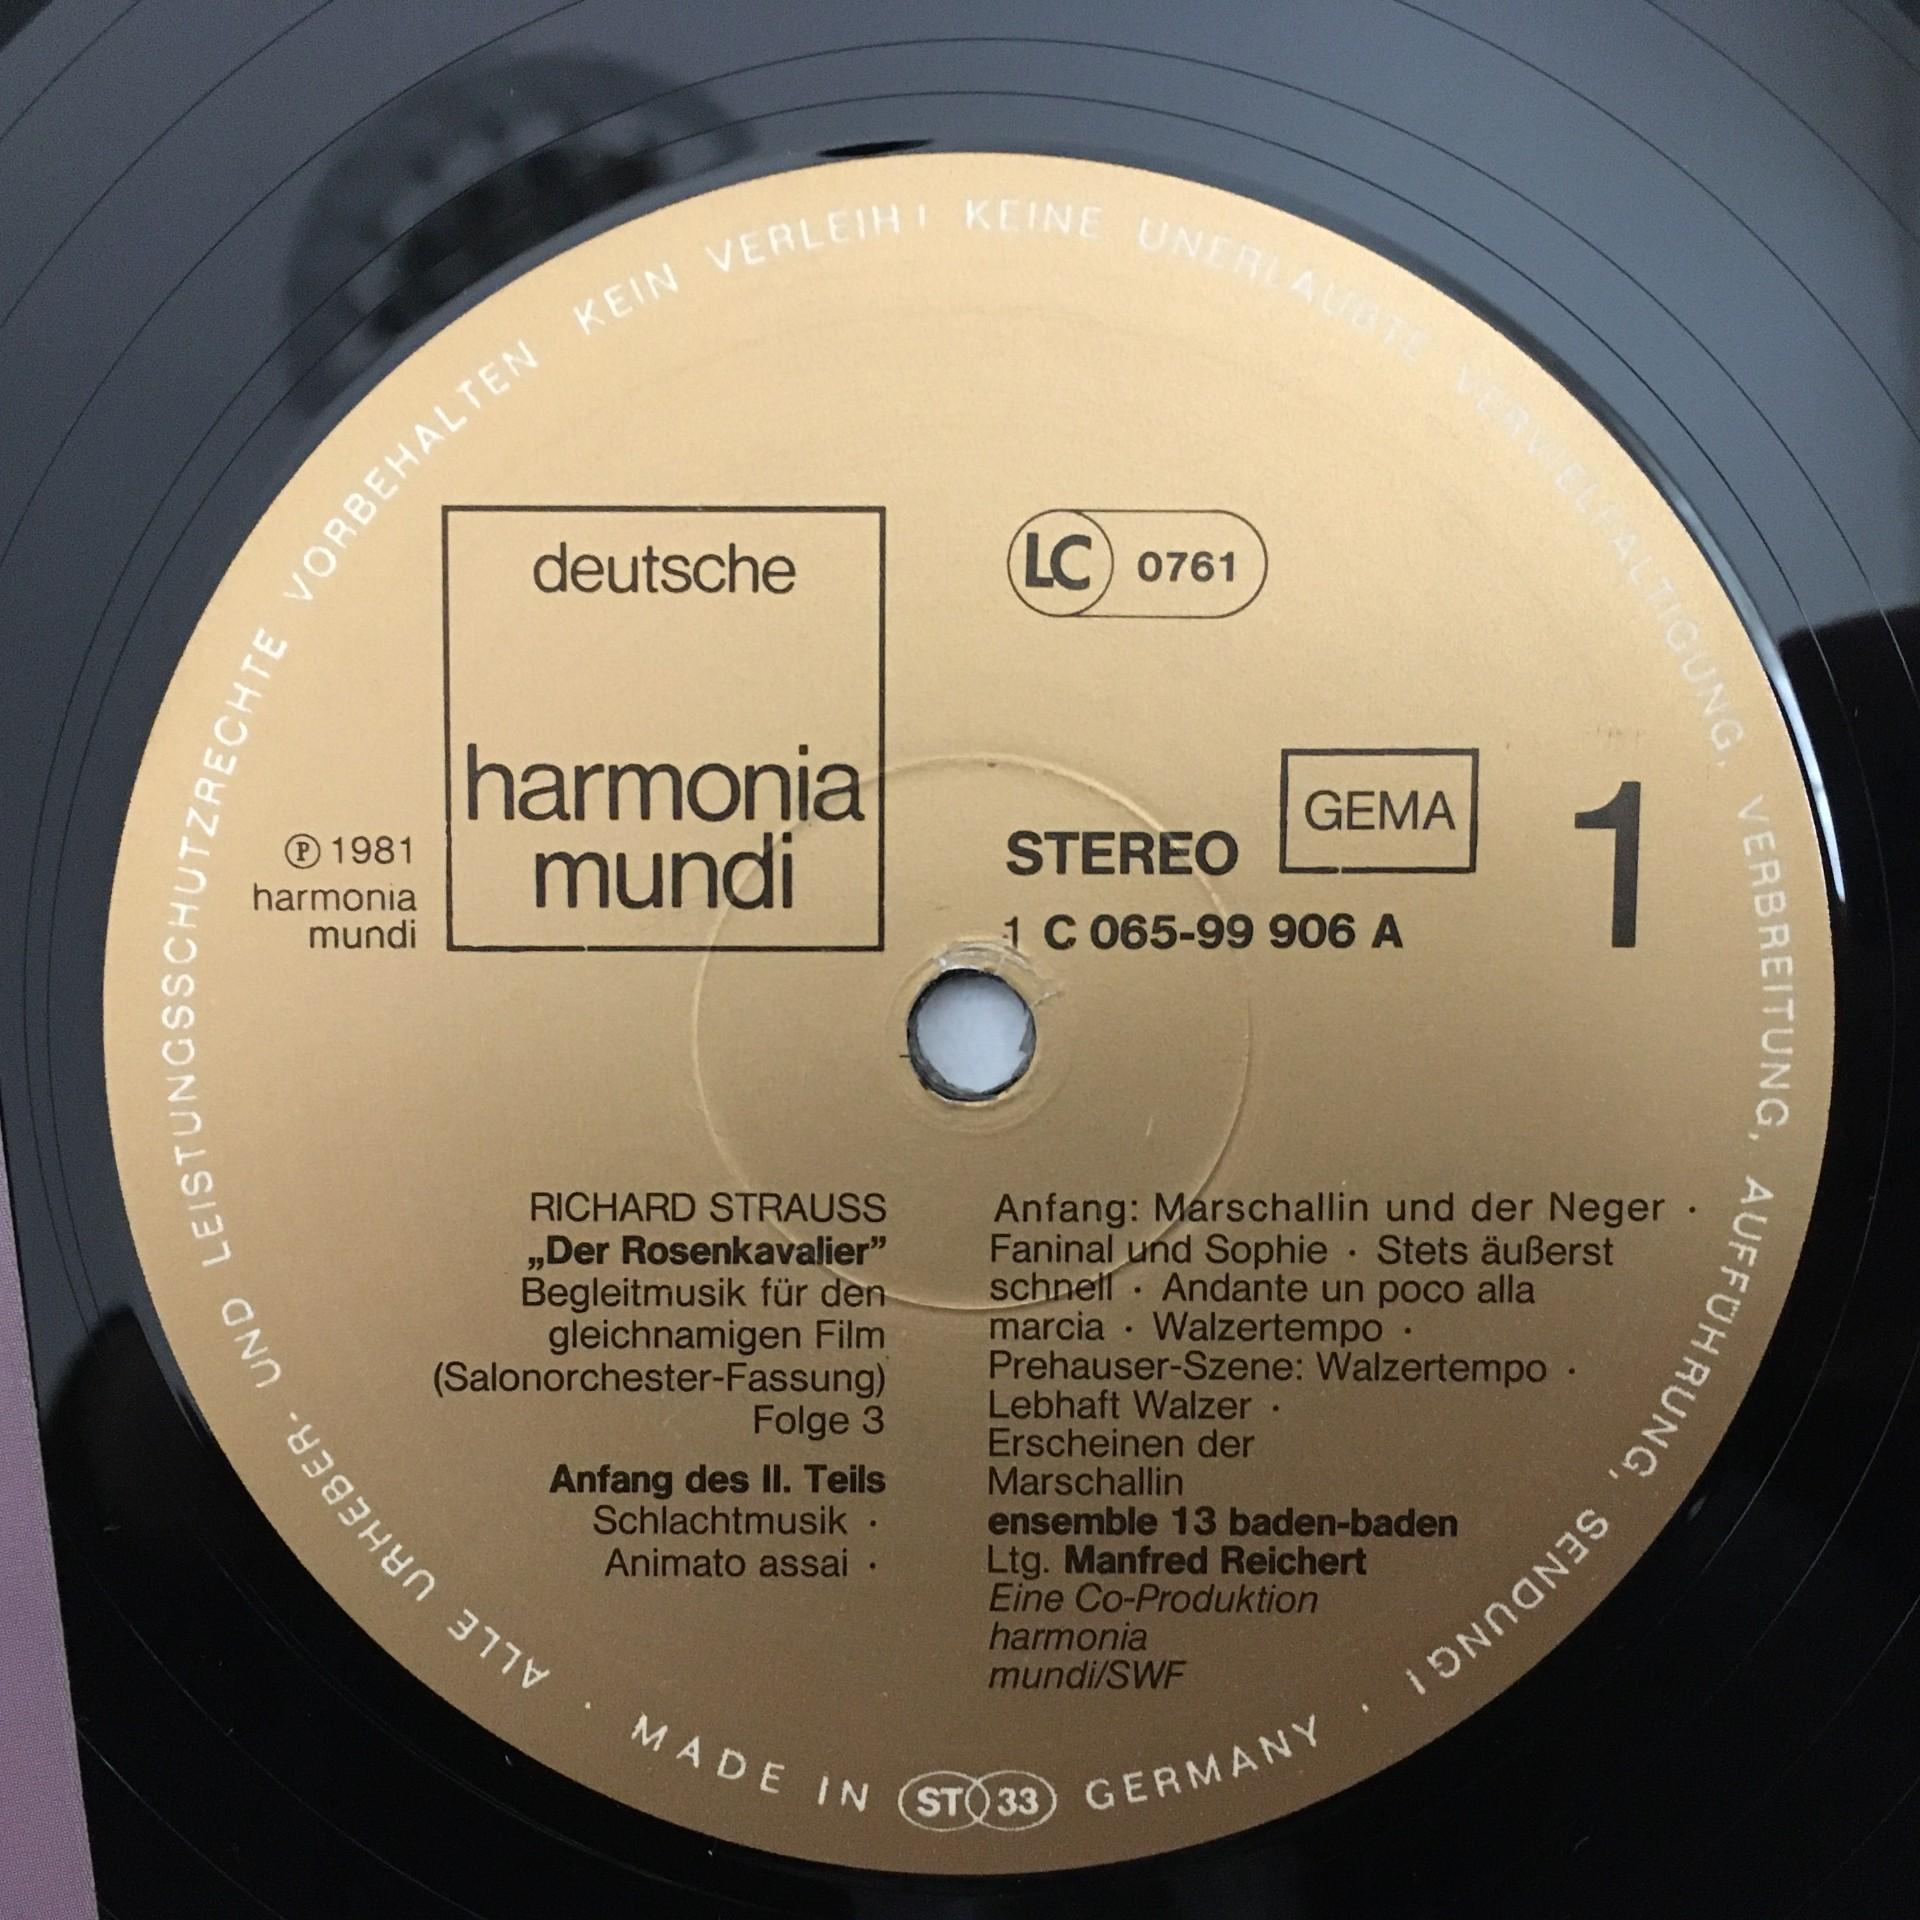 ALLE URHEBER- UND LEISTUNGSSCHUTZRECHTE VORBEHALTEN KEIN VERLEIH! KEINE UNERLAUBTE VERVIELFÄLTIGUNG, VERBREITUNG, AUFFÜHRUNG, SENDUNG!
deutsche
harmonia
mundi
LC 0761
℗ 1981
harmonia
mundi
STEREO
GEMA
1
1 C 065-99 906 A
RICHARD STRAUSS
„Der Rosenkavalier”
Begleitmusik für den
gleichnamigen Film
(Salonorchester-Fassung)
Folge 3
Anfang des II. Teils
Schlachtmusik ·
Animato assai ·
Anfang: Marschallin und der Neger ·
Faninal und Sophie · Stets äußerst
schnell · Andante un poco alla
marcia · Walzertempo ·
Prehauser-Szene: Walzertempo ·
Lebhaft Walzer ·
Erscheinen der
Marschallin
ensemble 13 baden-baden
Ltg. Manfred Reichert
Eine Co-Produktion
harmonia
mundi/SWF
· MADE IN ST 33 GERMANY ·